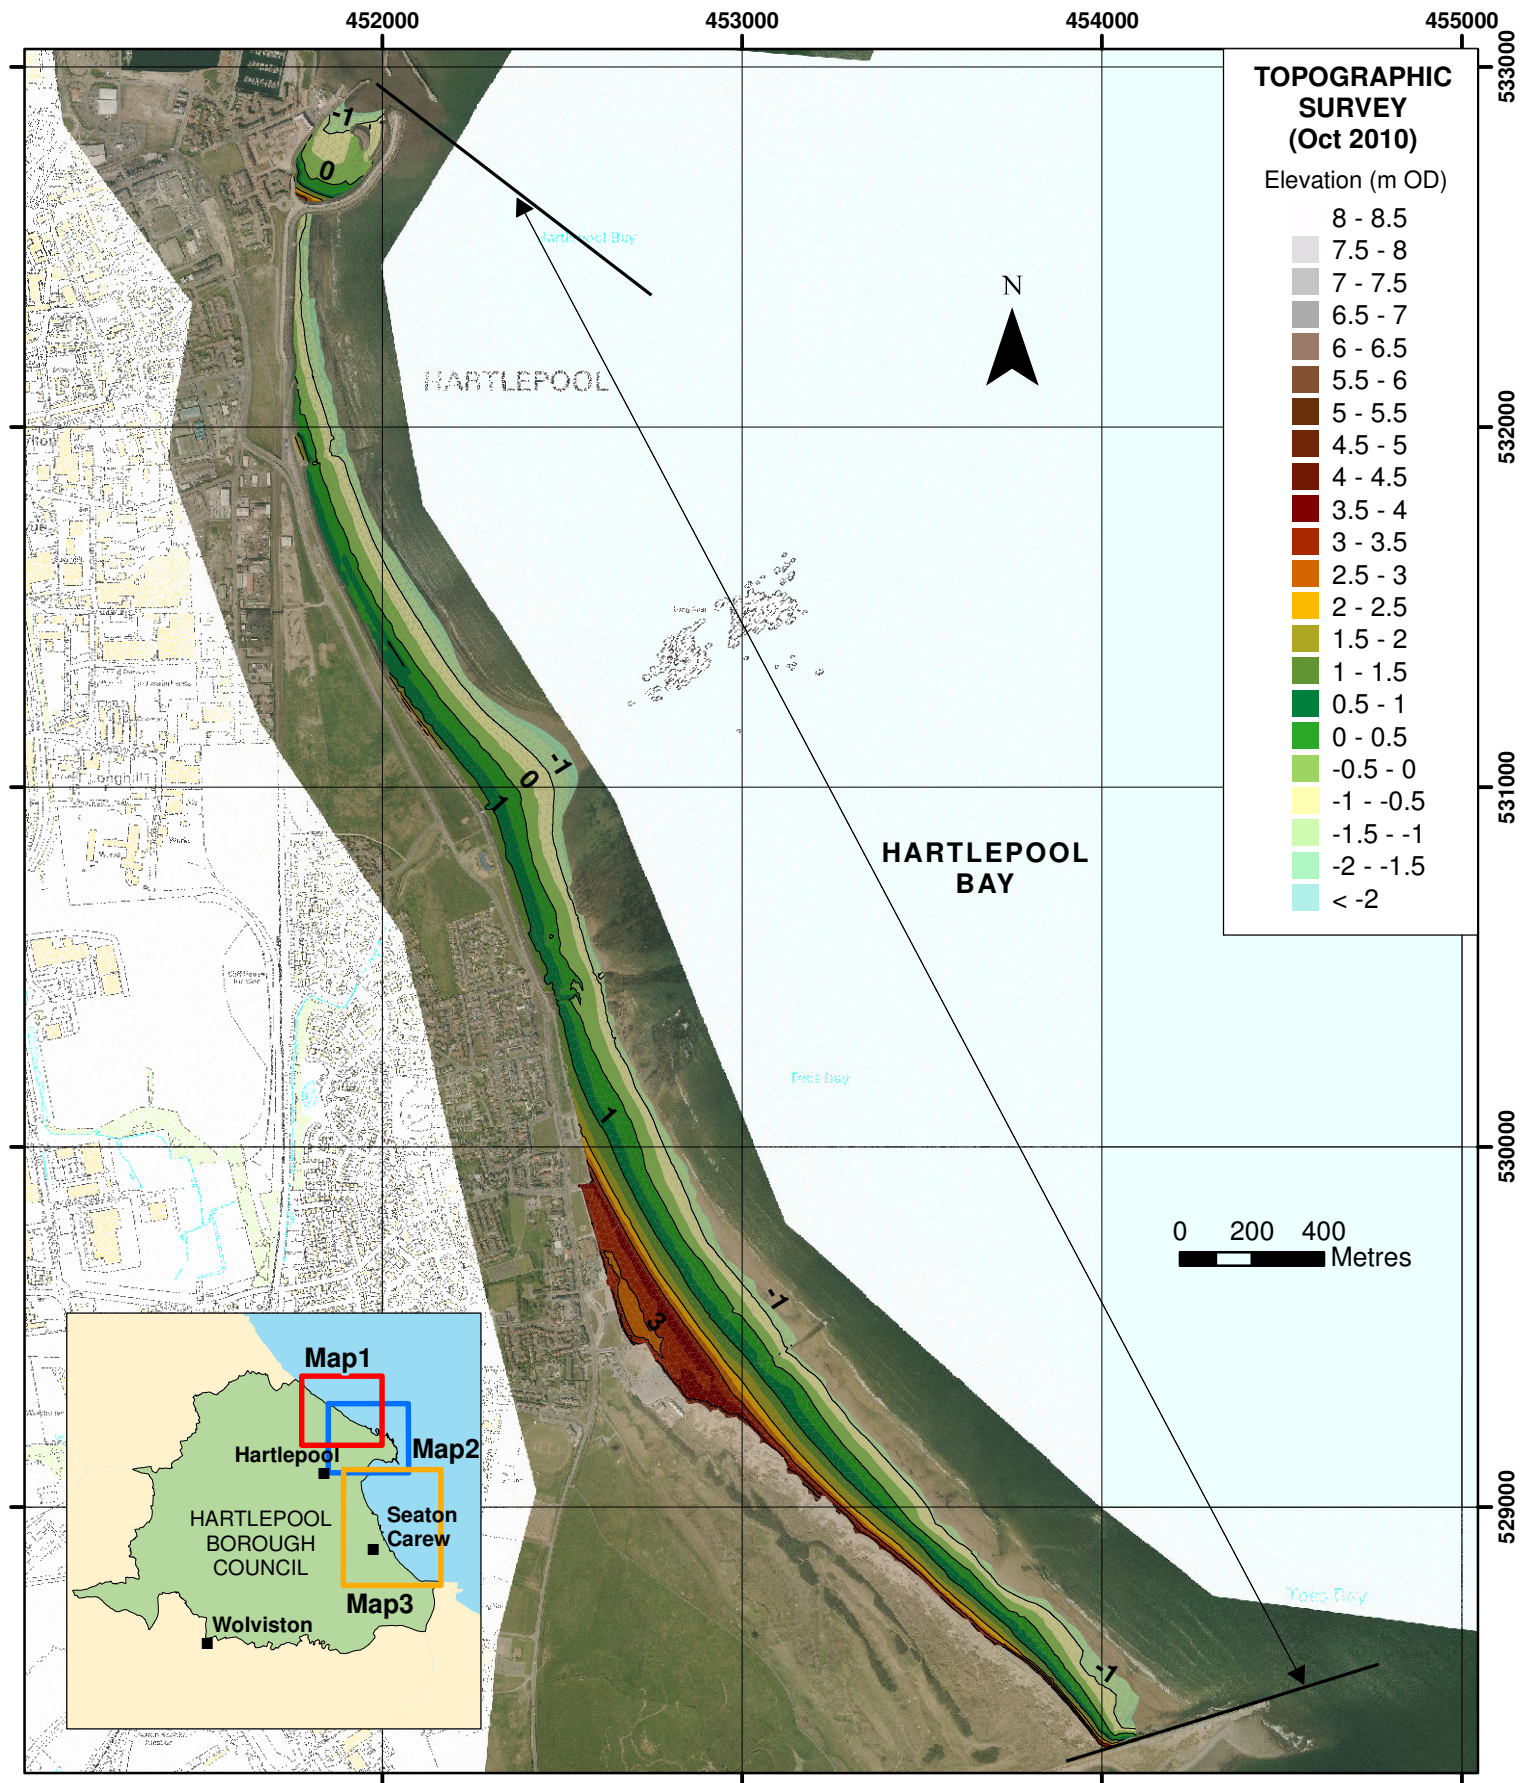 452000
453000
454000
455000
533000
532000
531000
530000
529000
TOPOGRAPHIC
SURVEY
(Oct 2010)
Elevation (m OD)
8 - 8.5
7.5 - 8
7 - 7.5
6.5 - 7
6 - 6.5
5.5 - 6
5 - 5.5
4.5 - 5
4 - 4.5
3.5 - 4
3 - 3.5
2.5 - 3
2 - 2.5
1.5 - 2
1 - 1.5
0.5 - 1
0 - 0.5
-0.5 - 0
-1 - -0.5
-1.5 - -1
-2 - -1.5
< -2
-1
0
Hartlepool Bay
N
HARTLEPOOL
-1
0
1
HARTLEPOOL
BAY
Tees Bay
1
0 200 400
Metres
-1
3
Tees Bay
-1
Map1
Map2
Hartlepool
Seaton
Carew
HARTLEPOOL
BOROUGH
COUNCIL
Map3
Wolviston